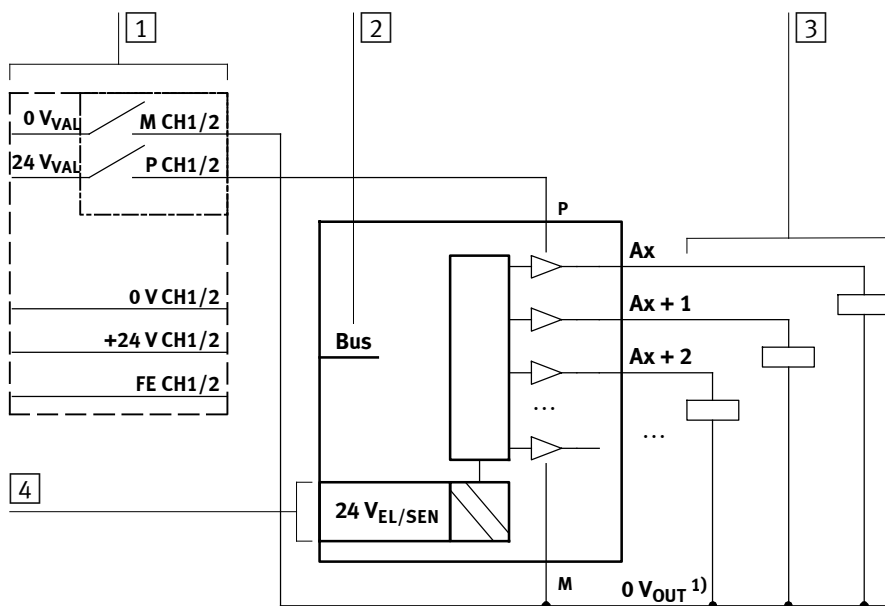 1
2
3
0 VVAL M CH1/2
24 VVAL P CH1/2
P
Ax
0 V CH1/2
Ax + 1
+24 V CH1/2
Bus
Ax + 2
FE CH1/2
...
...
4
24 VEL/SEN
M
0 VOUT 1)